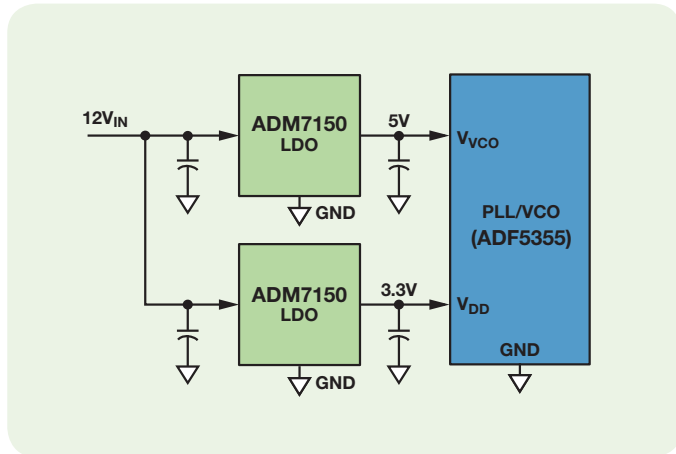 12VIN
ADM7150
LDO
5V
VVCO
GND
PLL/VCO
(ADF5355)
ADM7150
LDO
3.3V
VDD
GND
GND